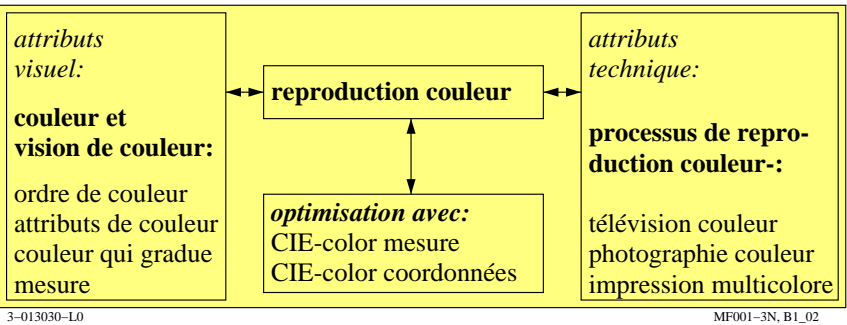 attributs
visuel:
couleur et
vision de couleur:
ordre de couleur
attributs de couleur
couleur qui gradue
mesure
reproduction couleur
optimisation avec:
CIE-color mesure
CIE-color coordonnées
attributs
technique:
processus de repro-
duction couleur-:
télévision couleur
photographie couleur
impression multicolore
3-013030-L0
MF001-3N, B1_02